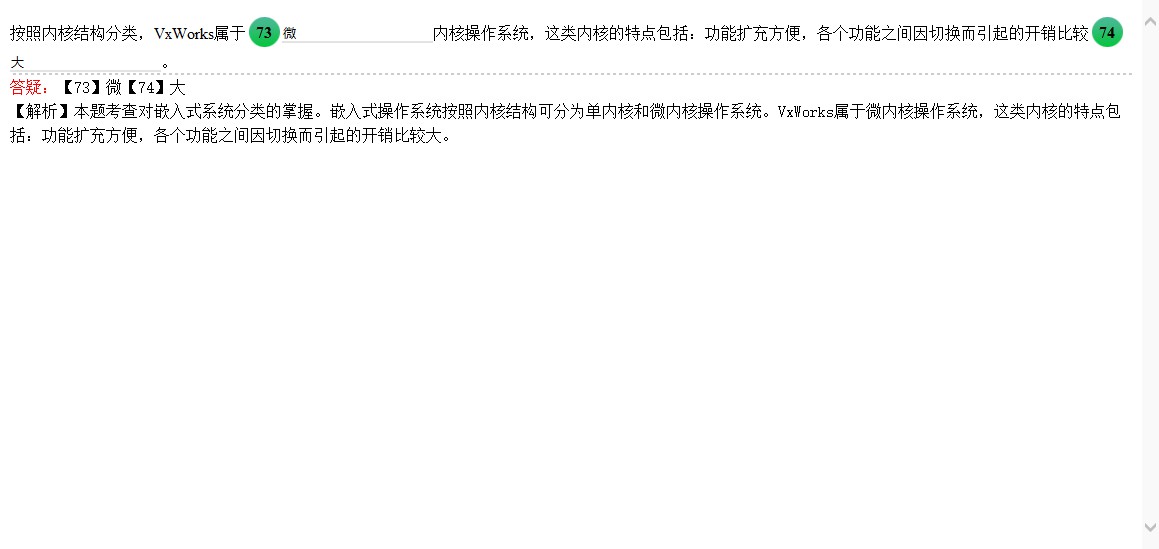 按照内核结构分类，VxWorks属于 73 微 内核操作系统，这类内核的特点包括：功能扩充方便，各个功能之间因切换而引起的开销比较 74
大 。
答疑：【73】微【74】大
【解析】本题考查对嵌入式系统分类的掌握。嵌入式操作系统按照内核结构可分为单内核和微内核操作系统。VxWorks属于微内核操作系统，这类内核的特点包
括：功能扩充方便，各个功能之间因切换而引起的开销比较大。